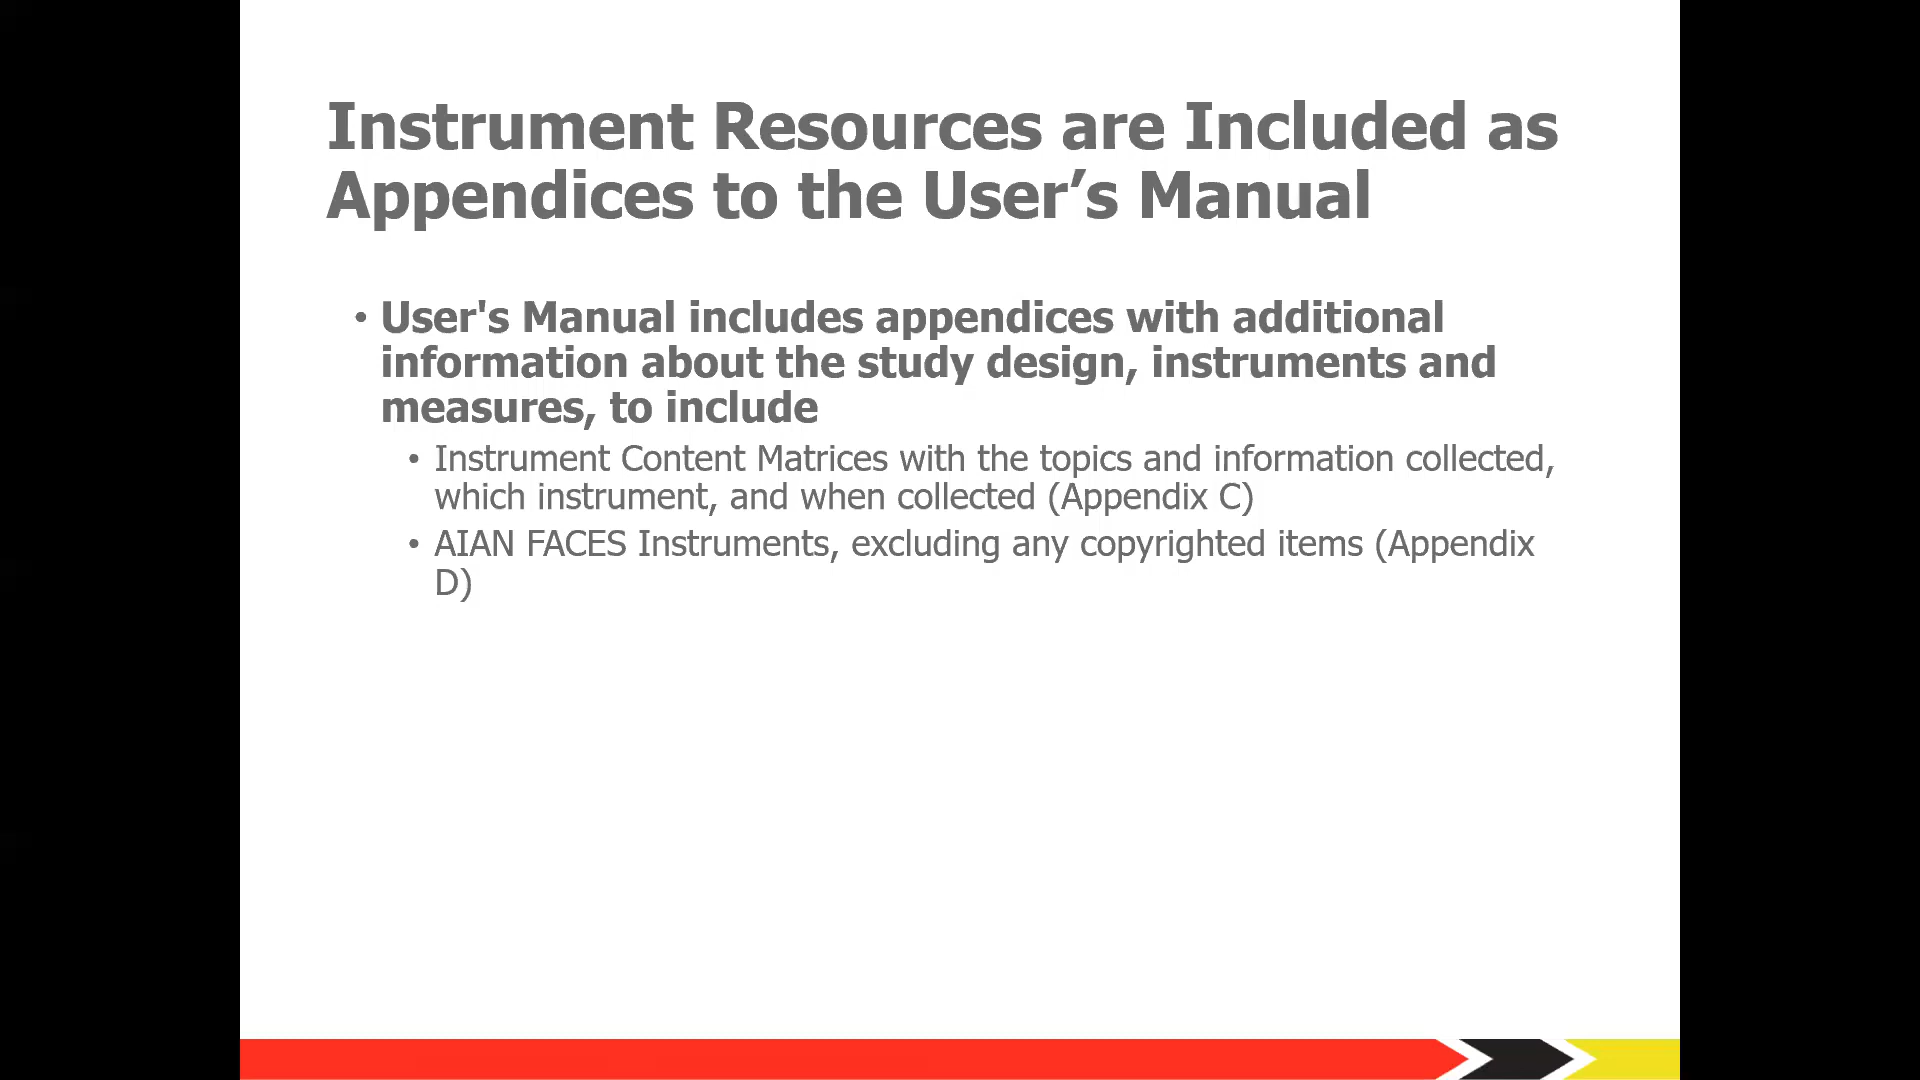 Instrument Resources are Included as
Appendices to the User’s Manual
• User's Manual includes appendices with additional
information about the study design, instruments and
measures, to include
• Instrument Content Matrices with the topics and information collected,
which instrument, and when collected (Appendix C)
• AIAN FACES Instruments, excluding any copyrighted items (Appendix
D)